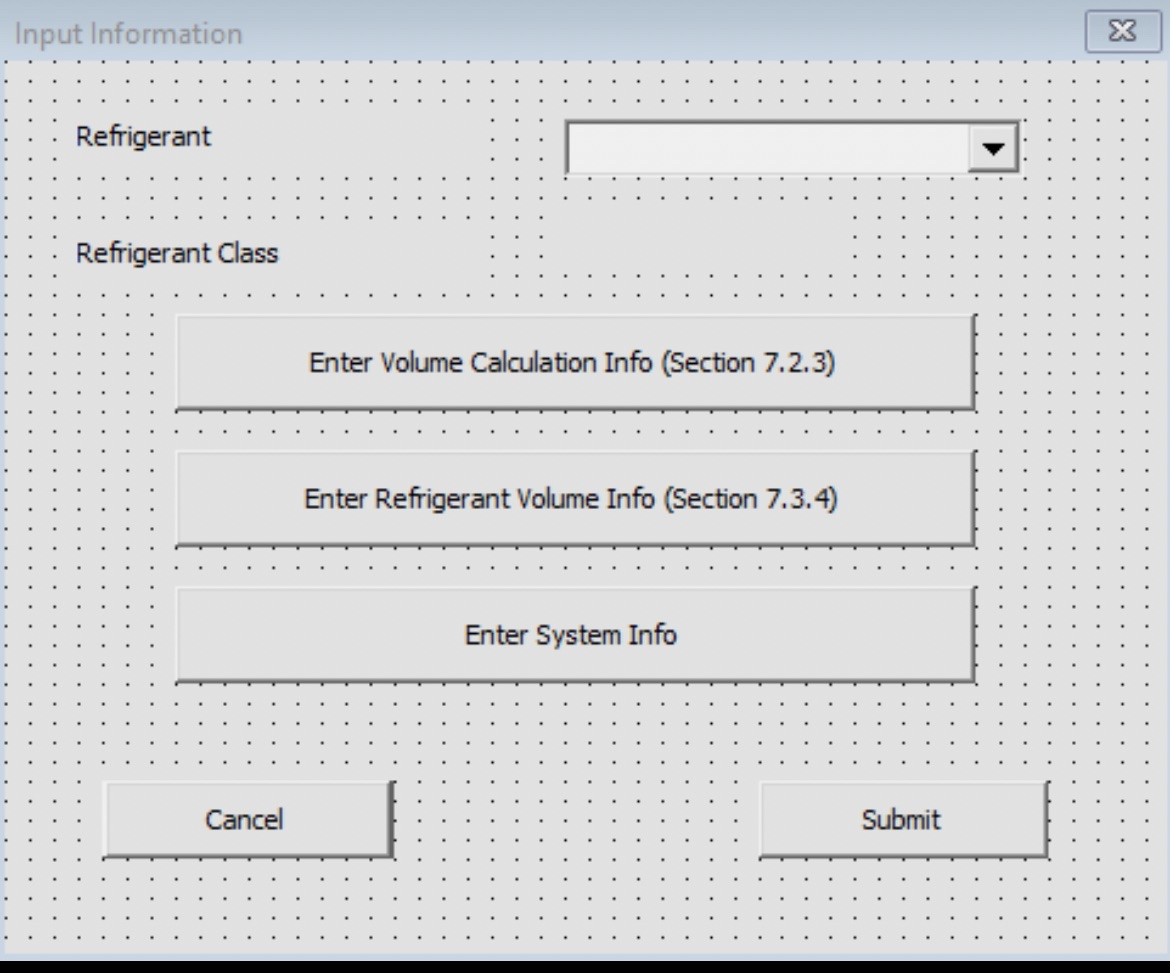 Input Information
Refrigerant
Refrigerant Class
Enter Volume Calculation Info (Section 7.2.3)
Enter Refrigerant Volume Info (Section 7.3.4)
Enter System Info
Cancel
Submit